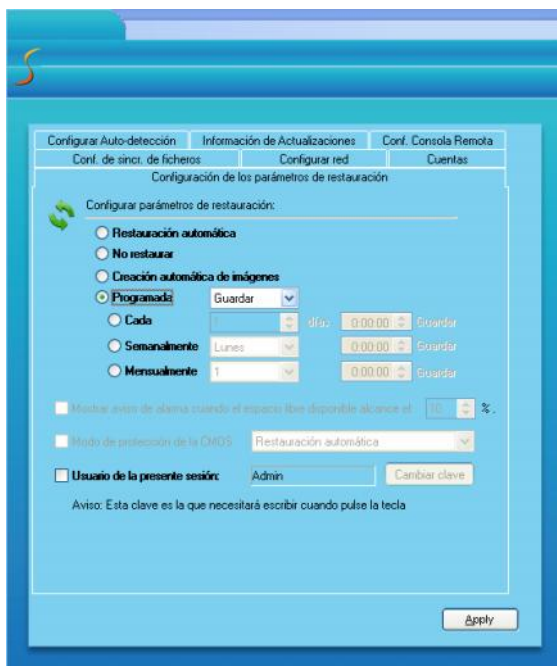 Configurar Auto-detección Información de Actualizaciones Conf. Consola Remota
Conf. de sincr. de ficheros Configurar red Cuentas
Configuración de los parámetros de restauración
Configurar parámetros de restauración:
Restauración automática
No restaurar
Creación automática de imágenes
Programada Guardar
Cada 1 días 0:00:00 Guardar
Semanalmente Lunes 0:00:00 Guardar
Mensualmente 1 0:00:00 Guardar
Mostrar aviso de alarma cuando el espacio libre disponible alcance el 10 %.
Modo de protección de la CMOS Restauración automática
Usuario de la presente sesión: Admin Cambiar clave
Aviso: Esta clave es la que necesitará escribir cuando pulse la tecla
Apply